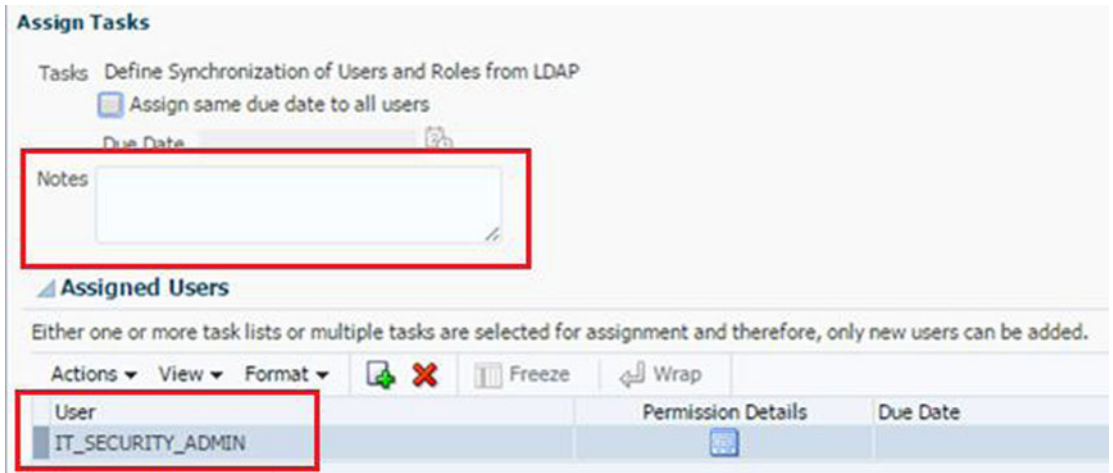 Assign Tasks
Tasks Define Synchronization of Users and Roles from LDAP
Assign same due date to all users
Due Date
Notes
Assigned Users
Either one or more task lists or multiple tasks are selected for assignment and therefore, only new users can be added.
Actions View Format Freeze Wrap
User Permission Details Due Date
IT_SECURITY_ADMIN